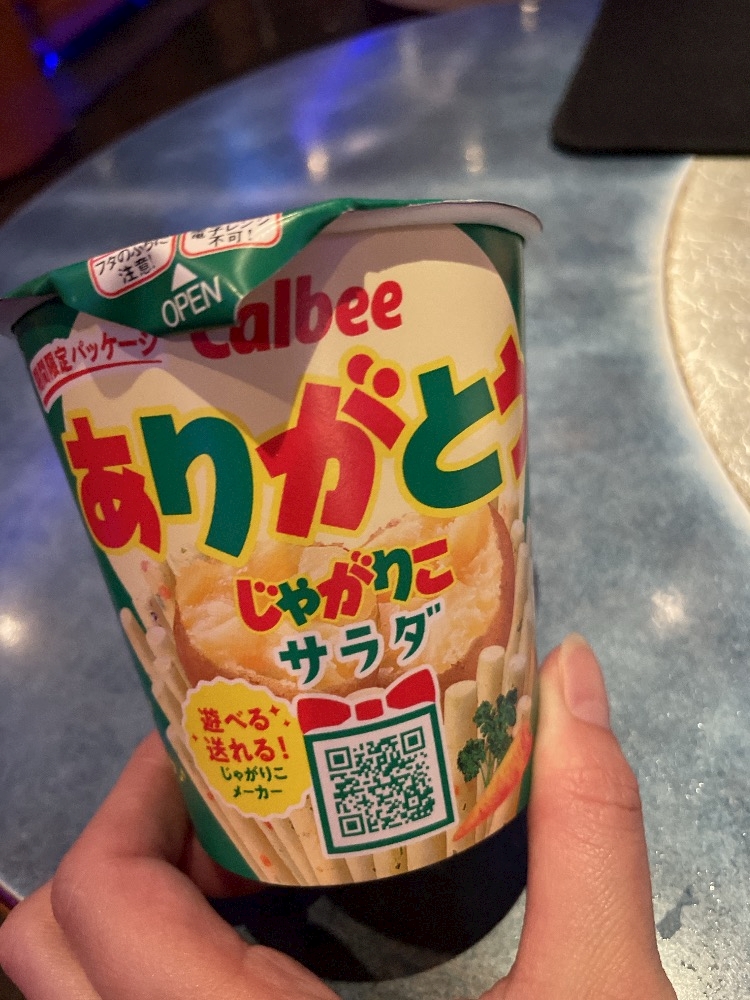 フタのふちに
注意!
電子レンジ
不可!
OPEN
Calbee
期間限定パッケージ
ありがと
じゃがりこ
サラダ
遊べる
送れる!
じゃがりこ
メーカー